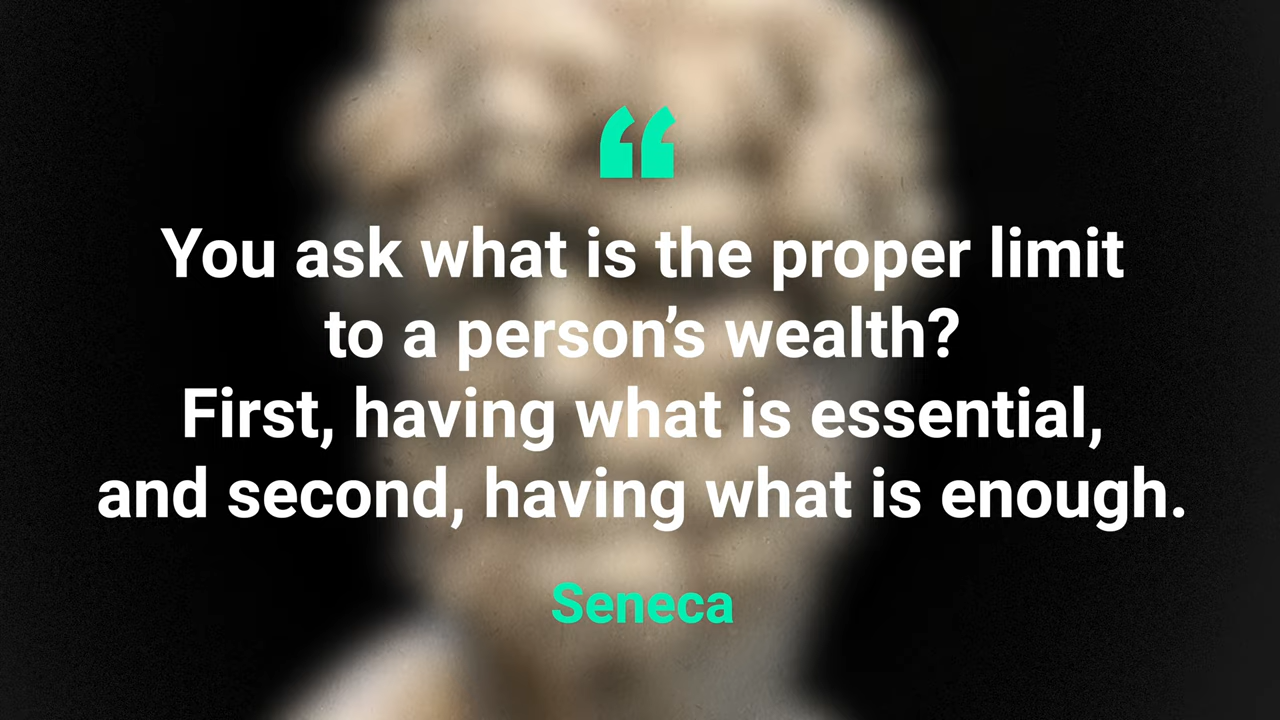 “
You ask what is the proper limit
to a person’s wealth?
First, having what is essential,
and second, having what is enough.
Seneca